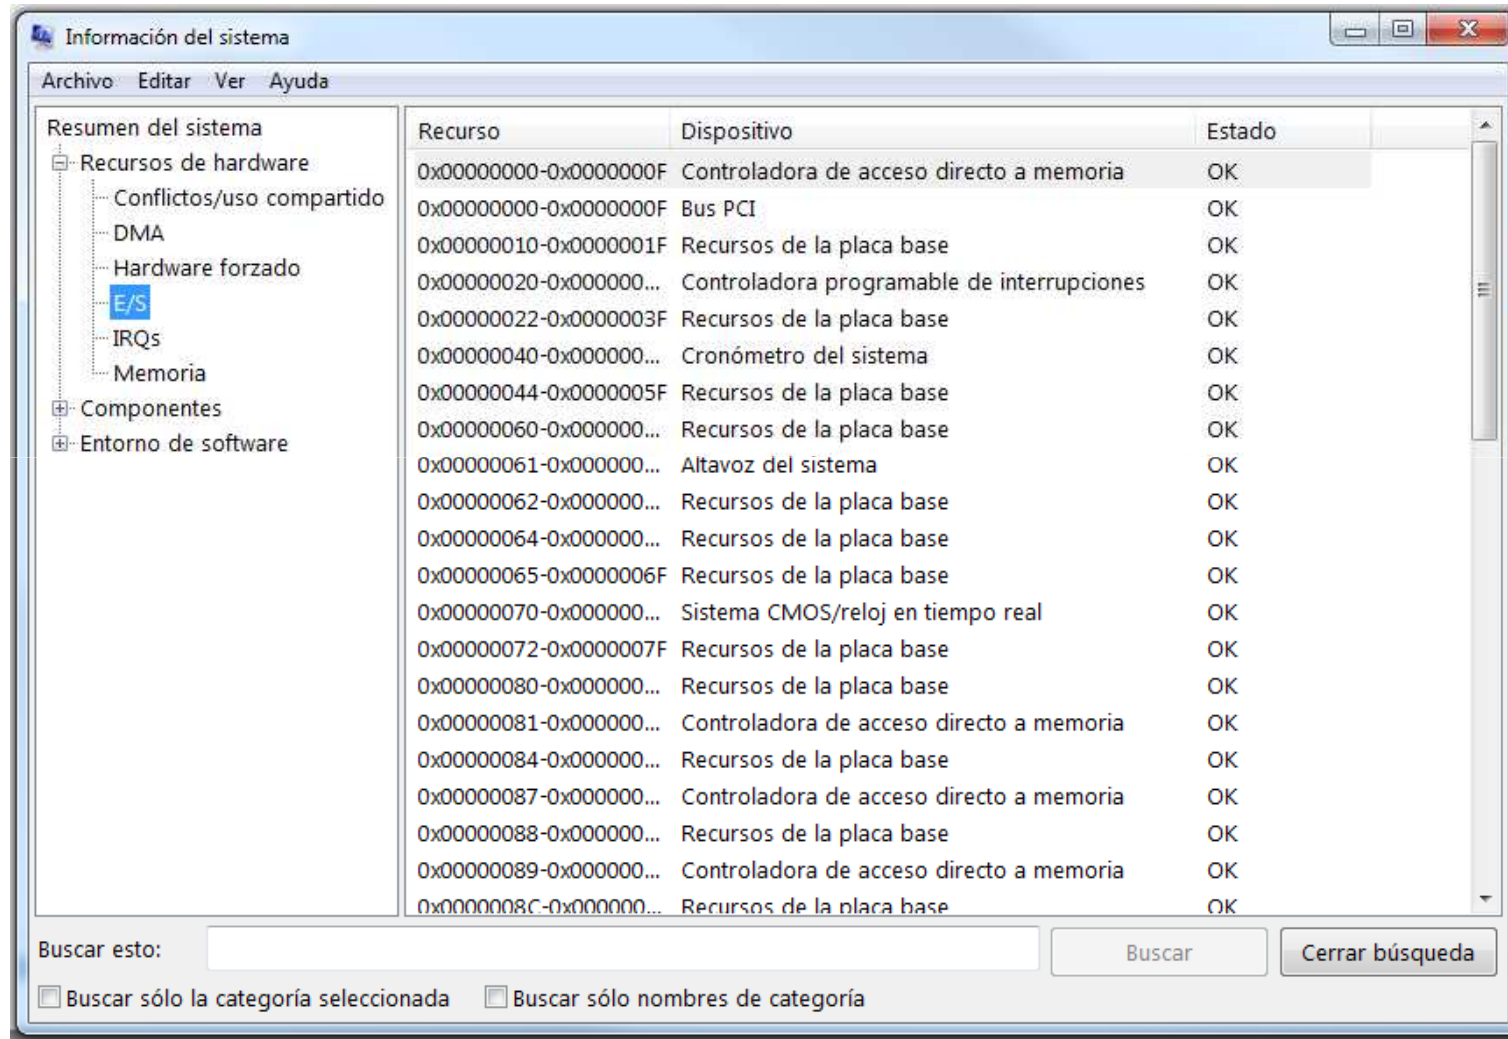 Información del sistema
Archivo Editar Ver Ayuda
Resumen del sistema
Recursos de hardware
Conflictos/uso compartido
DMA
Hardware forzado
E/S
IRQs
Memoria
Componentes
Entorno de software
Recurso Dispositivo Estado
0x00000000-0x0000000F Controladora de acceso directo a memoria OK
0x00000000-0x0000000F Bus PCI OK
0x00000010-0x0000001F Recursos de la placa base OK
0x00000020-0x000000... Controladora programable de interrupciones OK
0x00000022-0x0000003F Recursos de la placa base OK
0x00000040-0x000000... Cronómetro del sistema OK
0x00000044-0x0000005F Recursos de la placa base OK
0x00000060-0x000000... Recursos de la placa base OK
0x00000061-0x000000... Altavoz del sistema OK
0x00000062-0x000000... Recursos de la placa base OK
0x00000064-0x000000... Recursos de la placa base OK
0x00000065-0x0000006F Recursos de la placa base OK
0x00000070-0x000000... Sistema CMOS/reloj en tiempo real OK
0x00000072-0x0000007F Recursos de la placa base OK
0x00000080-0x000000... Recursos de la placa base OK
0x00000081-0x000000... Controladora de acceso directo a memoria OK
0x00000084-0x000000... Recursos de la placa base OK
0x00000087-0x000000... Controladora de acceso directo a memoria OK
0x00000088-0x000000... Recursos de la placa base OK
0x00000089-0x000000... Controladora de acceso directo a memoria OK
0x0000008C-0x000000... Recursos de la placa base OK
Buscar esto: Buscar Cerrar búsqueda
Buscar sólo la categoría seleccionada Buscar sólo nombres de categoría